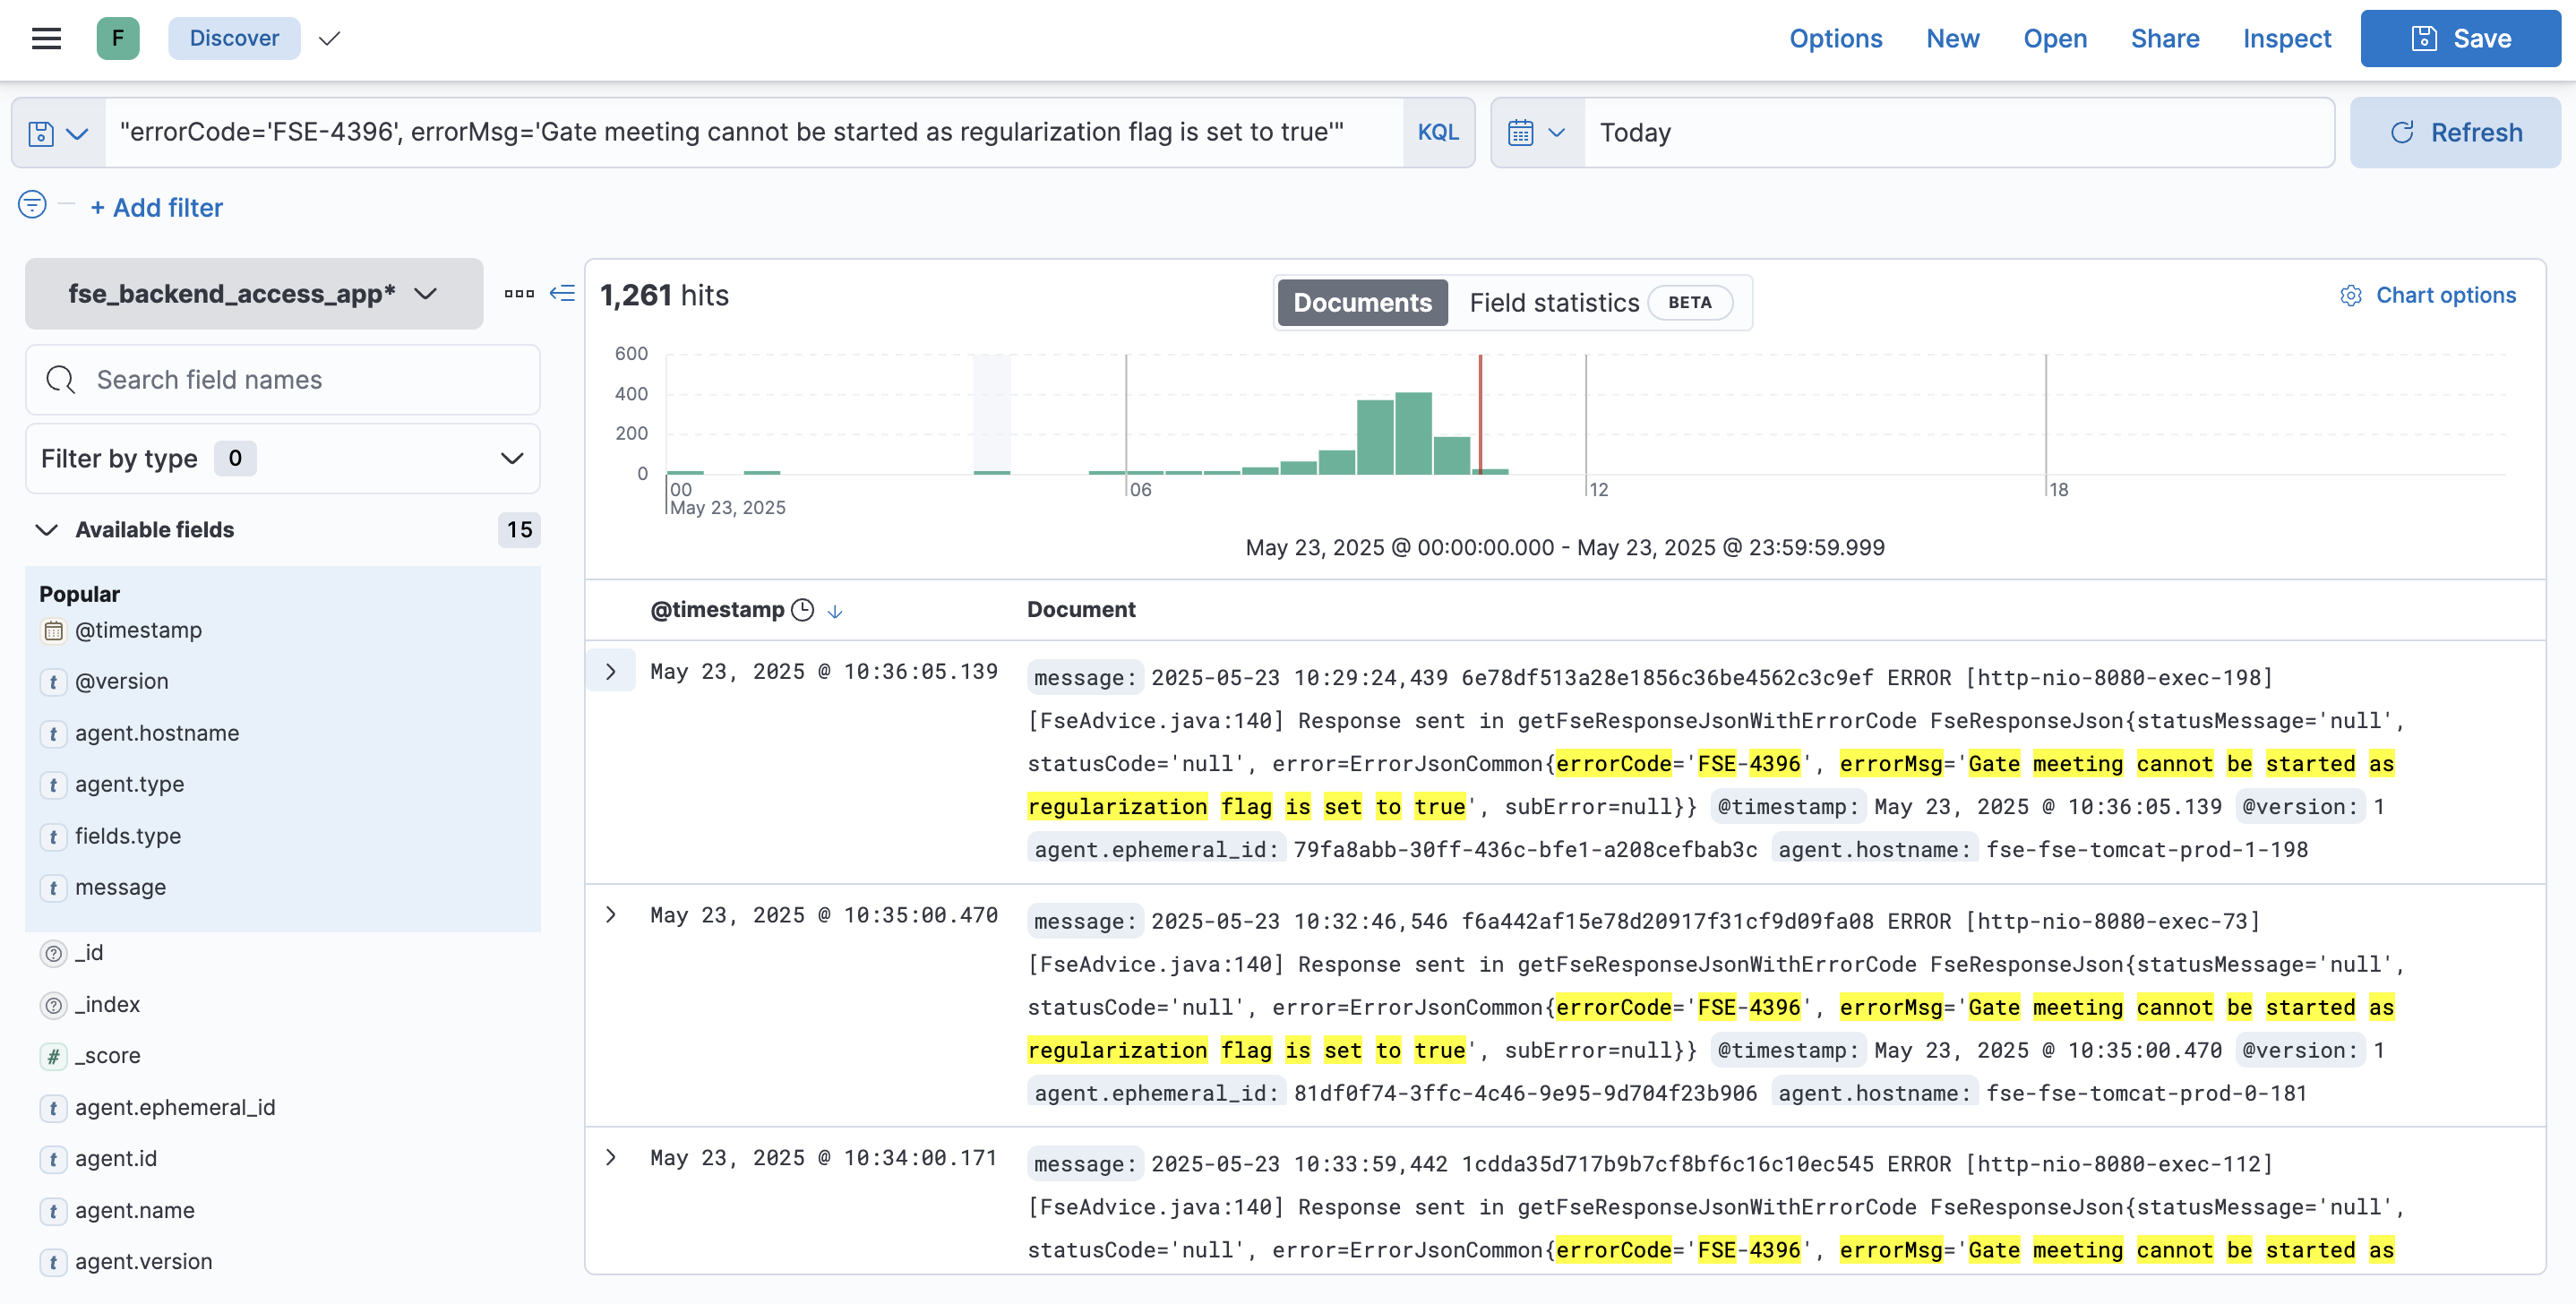 F
Discover
Options
New
Open
Share
Inspect
Save
"errorCode='FSE-4396', errorMsg='Gate meeting cannot be started as regularization flag is set to true'"
KQL
Today
Refresh
+ Add filter
fse_backend_access_app*
Search field names
Filter by type 0
Available fields 15
Popular
@timestamp
t @version
t agent.hostname
t agent.type
t fields.type
t message
? _id
? _index
# _score
t agent.ephemeral_id
t agent.id
t agent.name
t agent.version
1,261 hits
Documents
Field statistics BETA
Chart options
600
400
200
0
00
May 23, 2025
06
12
18
May 23, 2025 @ 00:00:00.000 - May 23, 2025 @ 23:59:59.999
@timestamp
Document
May 23, 2025 @ 10:36:05.139
message: 2025-05-23 10:29:24,439 6e78df513a28e1856c36be4562c3c9ef ERROR [http-nio-8080-exec-198]
[FseAdvice.java:140] Response sent in getFseResponseJsonWithErrorCode FseResponseJson{statusMessage='null',
statusCode='null', error=ErrorJsonCommon{errorCode='FSE-4396', errorMsg='Gate meeting cannot be started as
regularization flag is set to true', subError=null}} @timestamp: May 23, 2025 @ 10:36:05.139 @version: 1
agent.ephemeral_id: 79fa8abb-30ff-436c-bfe1-a208cefbab3c agent.hostname: fse-fse-tomcat-prod-1-198
May 23, 2025 @ 10:35:00.470
message: 2025-05-23 10:32:46,546 f6a442af15e78d20917f31cf9d09fa08 ERROR [http-nio-8080-exec-73]
[FseAdvice.java:140] Response sent in getFseResponseJsonWithErrorCode FseResponseJson{statusMessage='null',
statusCode='null', error=ErrorJsonCommon{errorCode='FSE-4396', errorMsg='Gate meeting cannot be started as
regularization flag is set to true', subError=null}} @timestamp: May 23, 2025 @ 10:35:00.470 @version: 1
agent.ephemeral_id: 81df0f74-3ffc-4c46-9e95-9d704f23b906 agent.hostname: fse-fse-tomcat-prod-0-181
May 23, 2025 @ 10:34:00.171
message: 2025-05-23 10:33:59,442 1cdda35d717b9b7cf8bf6c16c10ec545 ERROR [http-nio-8080-exec-112]
[FseAdvice.java:140] Response sent in getFseResponseJsonWithErrorCode FseResponseJson{statusMessage='null',
statusCode='null', error=ErrorJsonCommon{errorCode='FSE-4396', errorMsg='Gate meeting cannot be started as